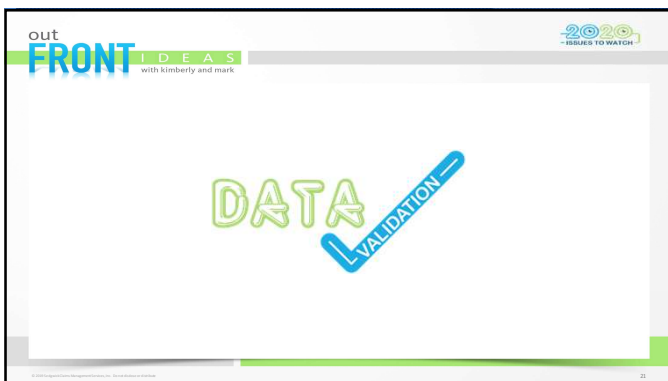 out
FRONT IDEAS
with kimberly and mark
2020
ISSUES TO WATCH
DATA
VALIDATION
21